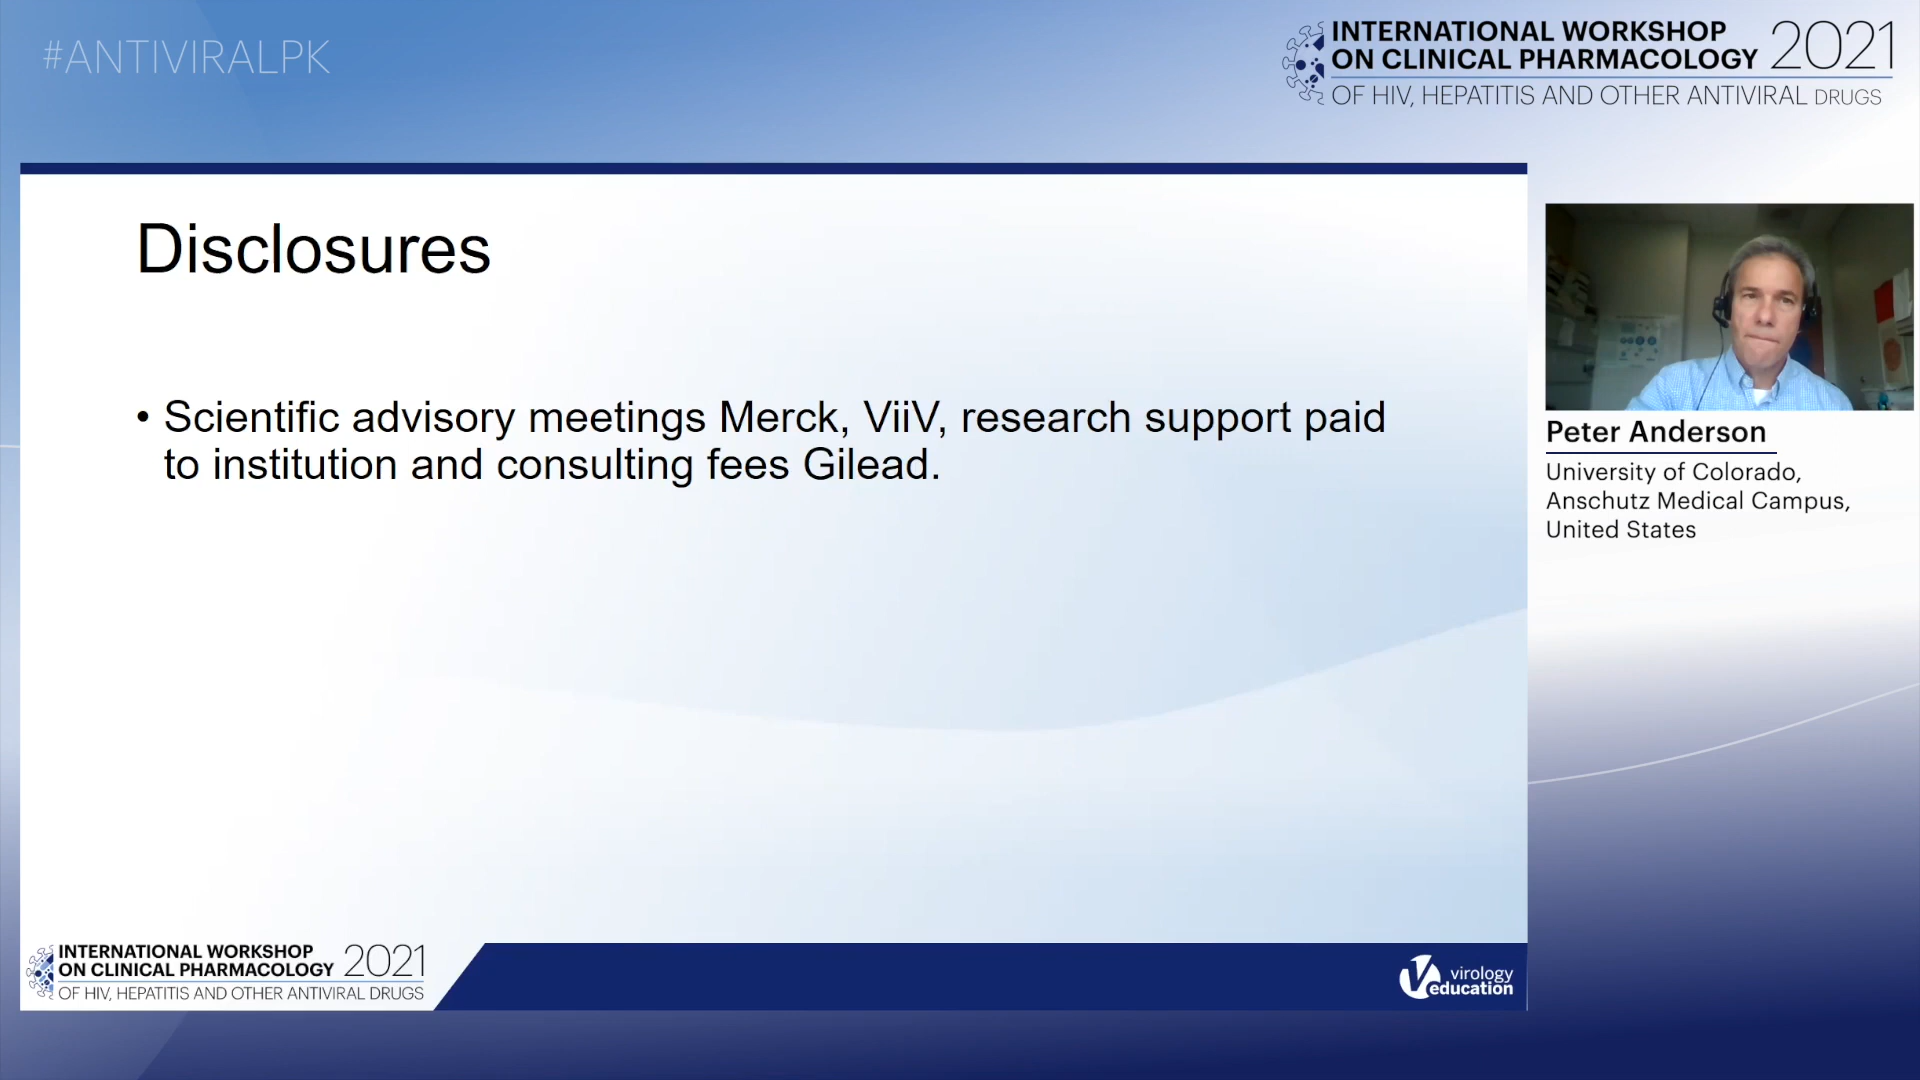 #ANTIVIRALPK
INTERNATIONAL WORKSHOP
ON CLINICAL PHARMACOLOGY 2021
OF HIV, HEPATITIS AND OTHER ANTIVIRAL DRUGS
Disclosures
• Scientific advisory meetings Merck, ViiV, research support paid
to institution and consulting fees Gilead.
Peter Anderson
University of Colorado,
Anschutz Medical Campus,
United States
INTERNATIONAL WORKSHOP
ON CLINICAL PHARMACOLOGY 2021
OF HIV, HEPATITIS AND OTHER ANTIVIRAL DRUGS
virology
education